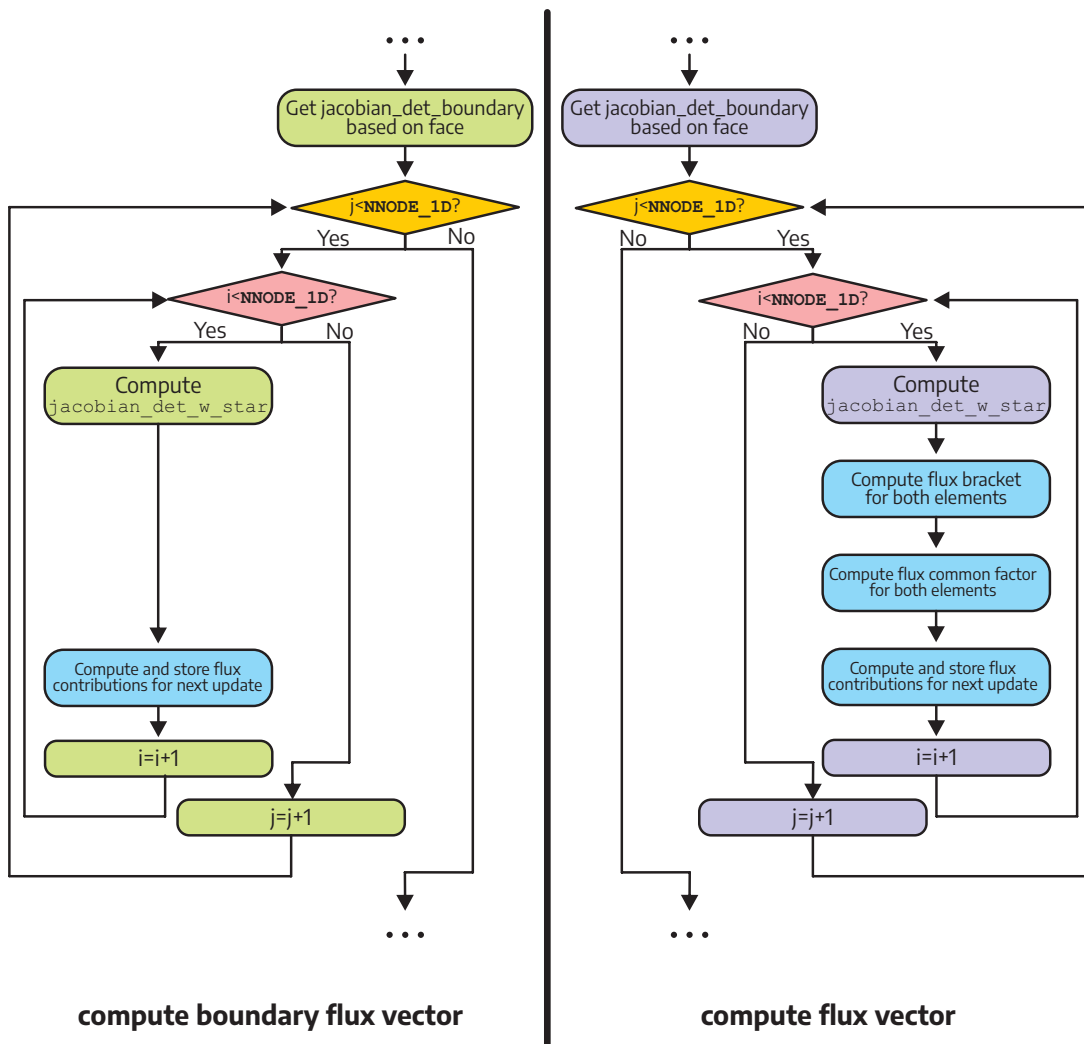 ...
Get jacobian_det_boundary
based on face
j<NNODE_1D?
Yes
No
i<NNODE_1D?
Yes
No
Compute
jacobian_det_w_star
Compute and store flux
contributions for next update
i=i+1
j=j+1
...
compute boundary flux vector
...
Get jacobian_det_boundary
based on face
j<NNODE_1D?
No
Yes
i<NNODE_1D?
No
Yes
Compute
jacobian_det_w_star
Compute flux bracket
for both elements
Compute flux common factor
for both elements
Compute and store flux
contributions for next update
i=i+1
j=j+1
...
compute flux vector